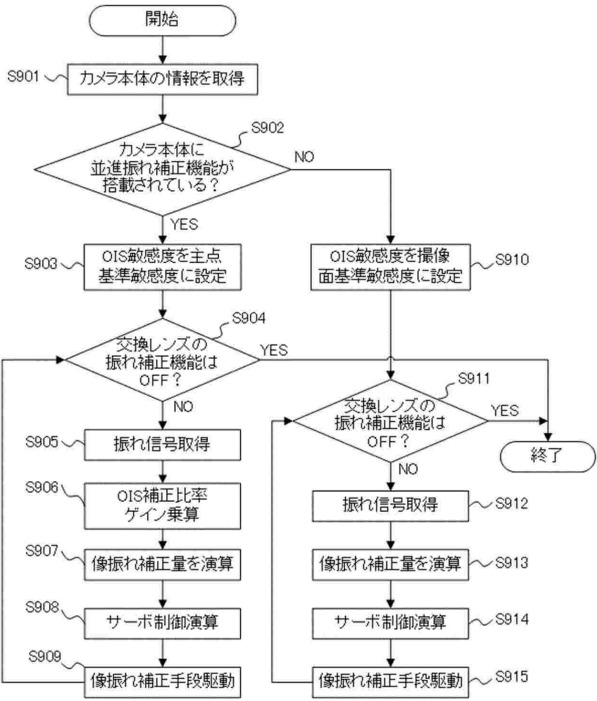 開始
S901
カメラ本体の情報を取得
S902
カメラ本体に
並進振れ補正機能が
搭載されている？
NO
YES
S903
OIS敏感度を主点
基準敏感度に設定
OIS敏感度を撮像
面基準敏感度に設定
S910
S904
交換レンズの
振れ補正機能は
OFF？
YES
NO
S911
交換レンズの
振れ補正機能は
OFF？
YES
NO
終了
S905
振れ信号取得
S906
OIS補正比率
ゲイン乗算
S907
像振れ補正量を演算
S908
サーボ制御演算
S909
像振れ補正手段駆動
振れ信号取得
S912
像振れ補正量を演算
S913
サーボ制御演算
S914
像振れ補正手段駆動
S915